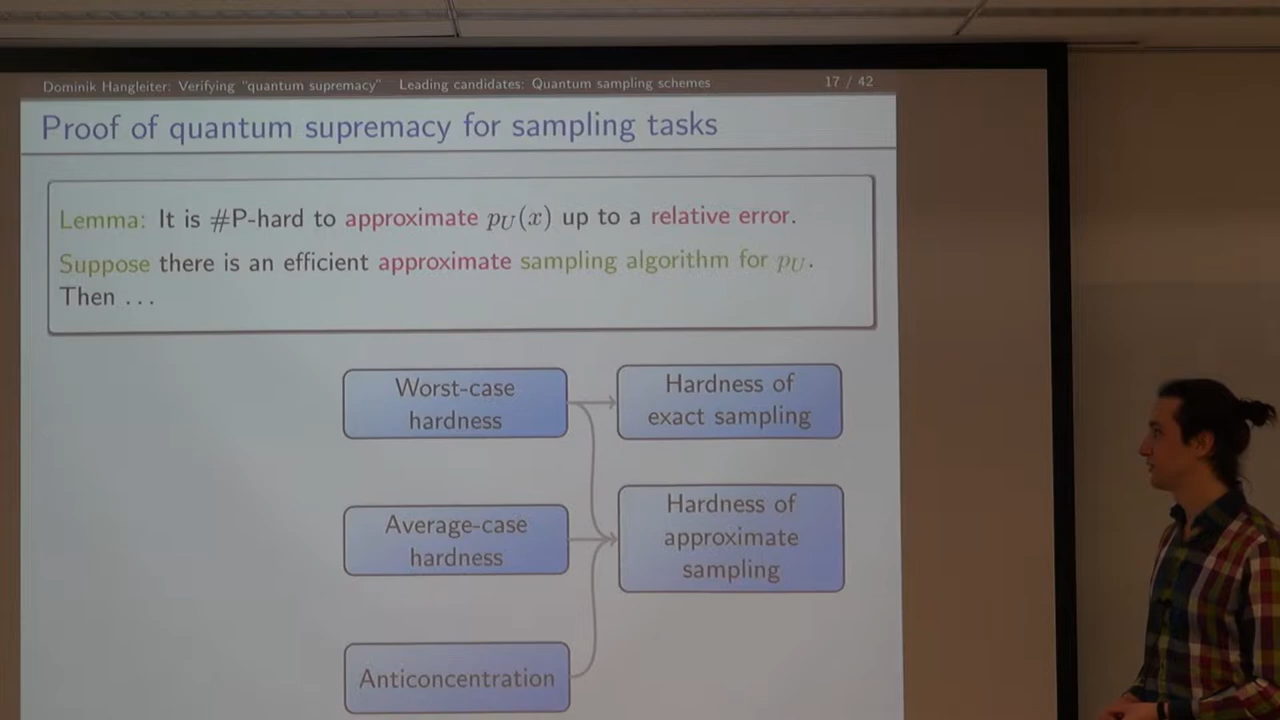 Dominik Hangleiter: Verifying “quantum supremacy” Leading candidates: Quantum sampling schemes 17 / 42
Proof of quantum supremacy for sampling tasks
Lemma: It is #P-hard to approximate p_U(x) up to a relative error.
Suppose there is an efficient approximate sampling algorithm for p_U.
Then ...
Worst-case
hardness
Hardness of
exact sampling
Average-case
hardness
Hardness of
approximate
sampling
Anticoncentration